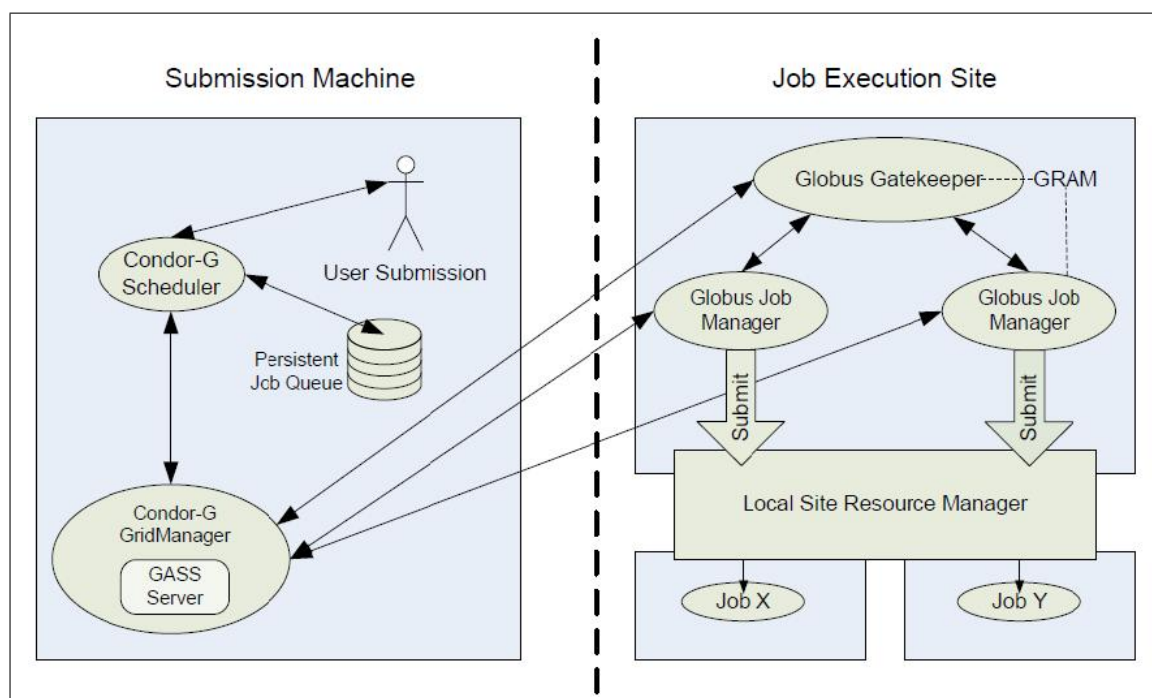 Submission Machine
Job Execution Site
Globus Gatekeeper
GRAM
Condor-G
Scheduler
User Submission
Globus Job
Manager
Globus Job
Manager
Persistent
Jcb Queue
Submit
Submit
Condor-G
GridManager
Local Site Resource Manager
GASS
Server
Job X
Job Y